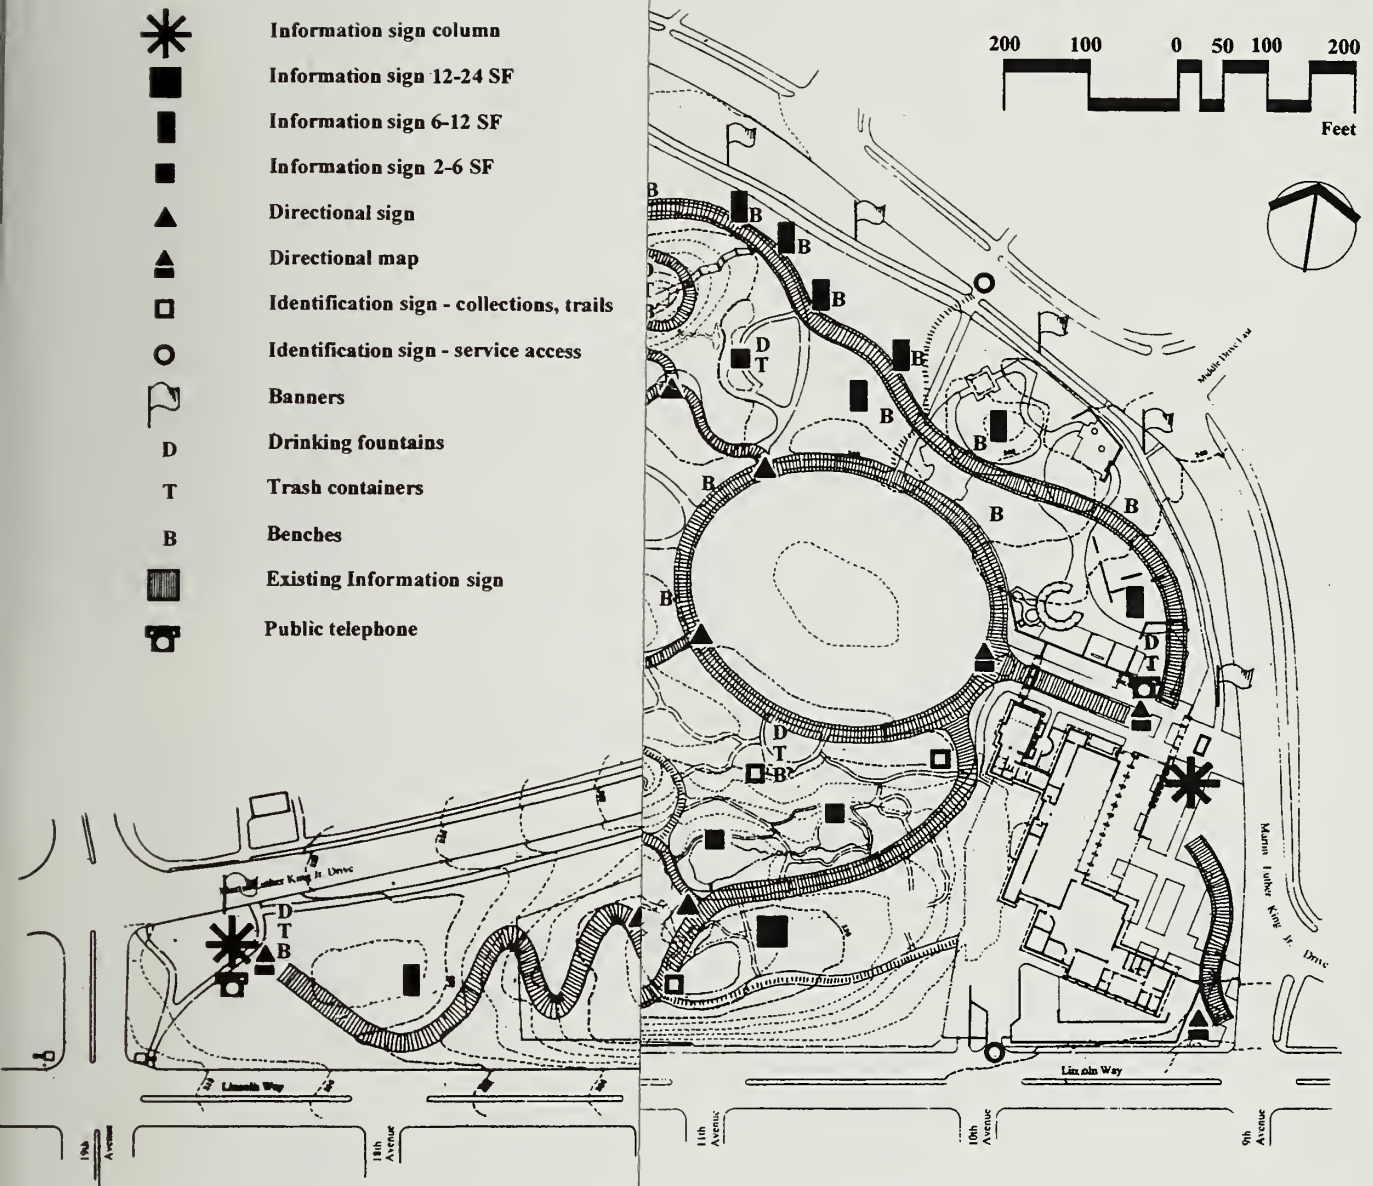 Information sign column
Information sign 12-24 SF
Information sign 6-12 SF
Information sign 2-6 SF
Directional sign
Directional map
Identification sign - collections, trails
Identification sign - service access
Banners
D Drinking fountains
T Trash containers
B Benches
Existing Information sign
Public telephone
200 100 0 50 100 200
Feet
B
B
B
B
B
B
B
B
B
B
B
B
D
T
D
T
D
T
B
D
T
B
Middle Drive East
King Jr. Drive
Martin Luther King Jr. Drive
Lincoln Way
Lincoln Way
19th Avenue
18th Avenue
11th Avenue
10th Avenue
9th Avenue